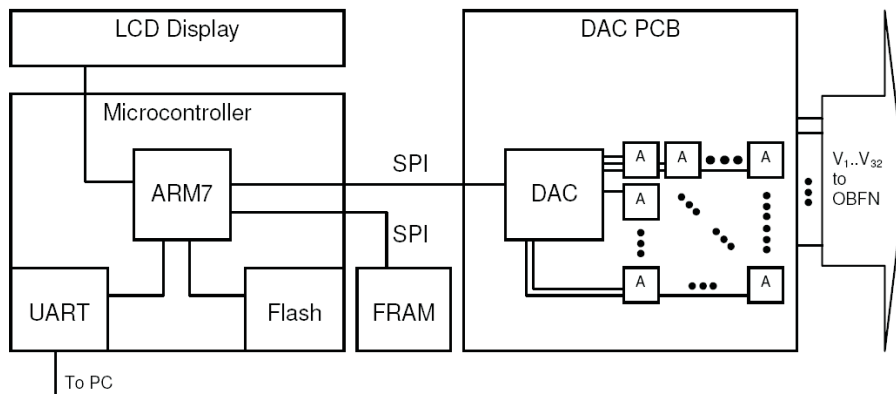 LCD Display
DAC PCB
Microcontroller
SPI
ARM7
DAC
A
A
A
A
A
A
V1..V32
to
OBFN
SPI
UART
Flash
FRAM
To PC